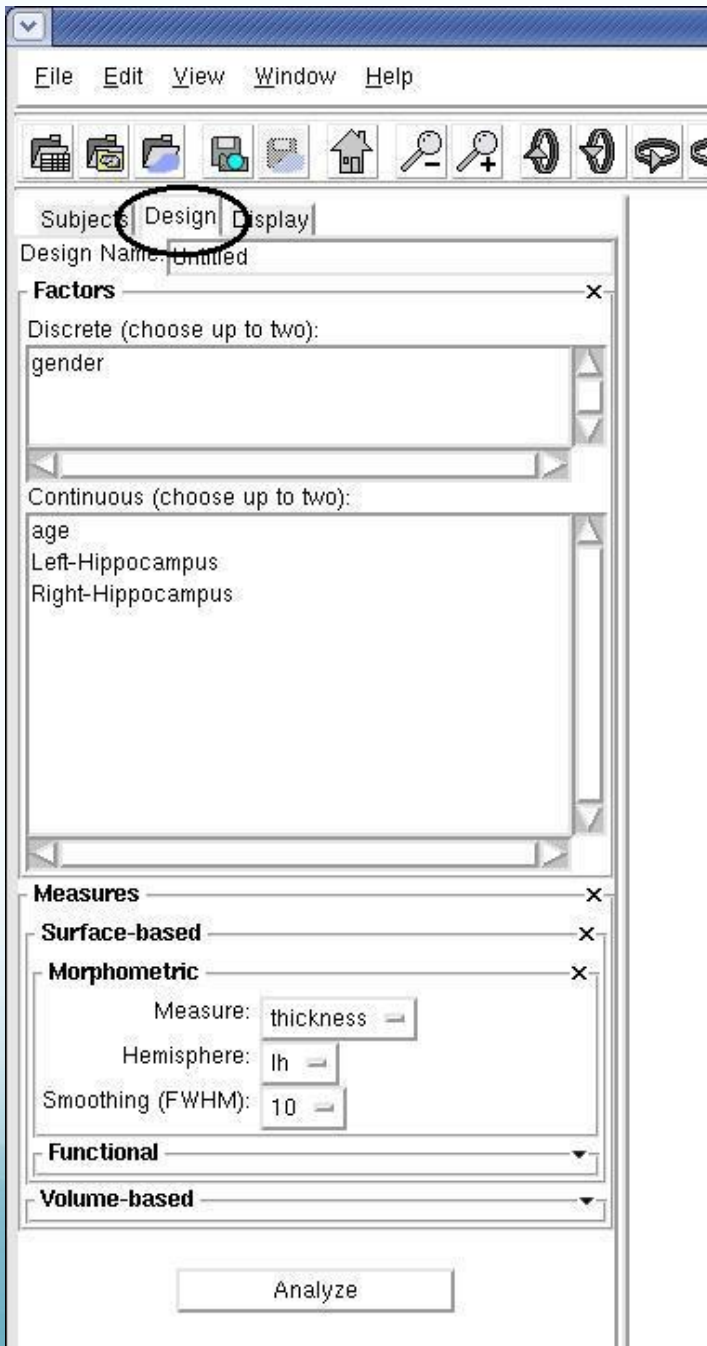 File Edit View Window Help
Subjects Design Display
Design Name: Untitled
Factors
Discrete (choose up to two):
gender
Continuous (choose up to two):
age
Left-Hippocampus
Right-Hippocampus
Measures
Surface-based
Morphometric
Measure: thickness
Hemisphere: lh
Smoothing (FWHM): 10
Functional
Volume-based
Analyze